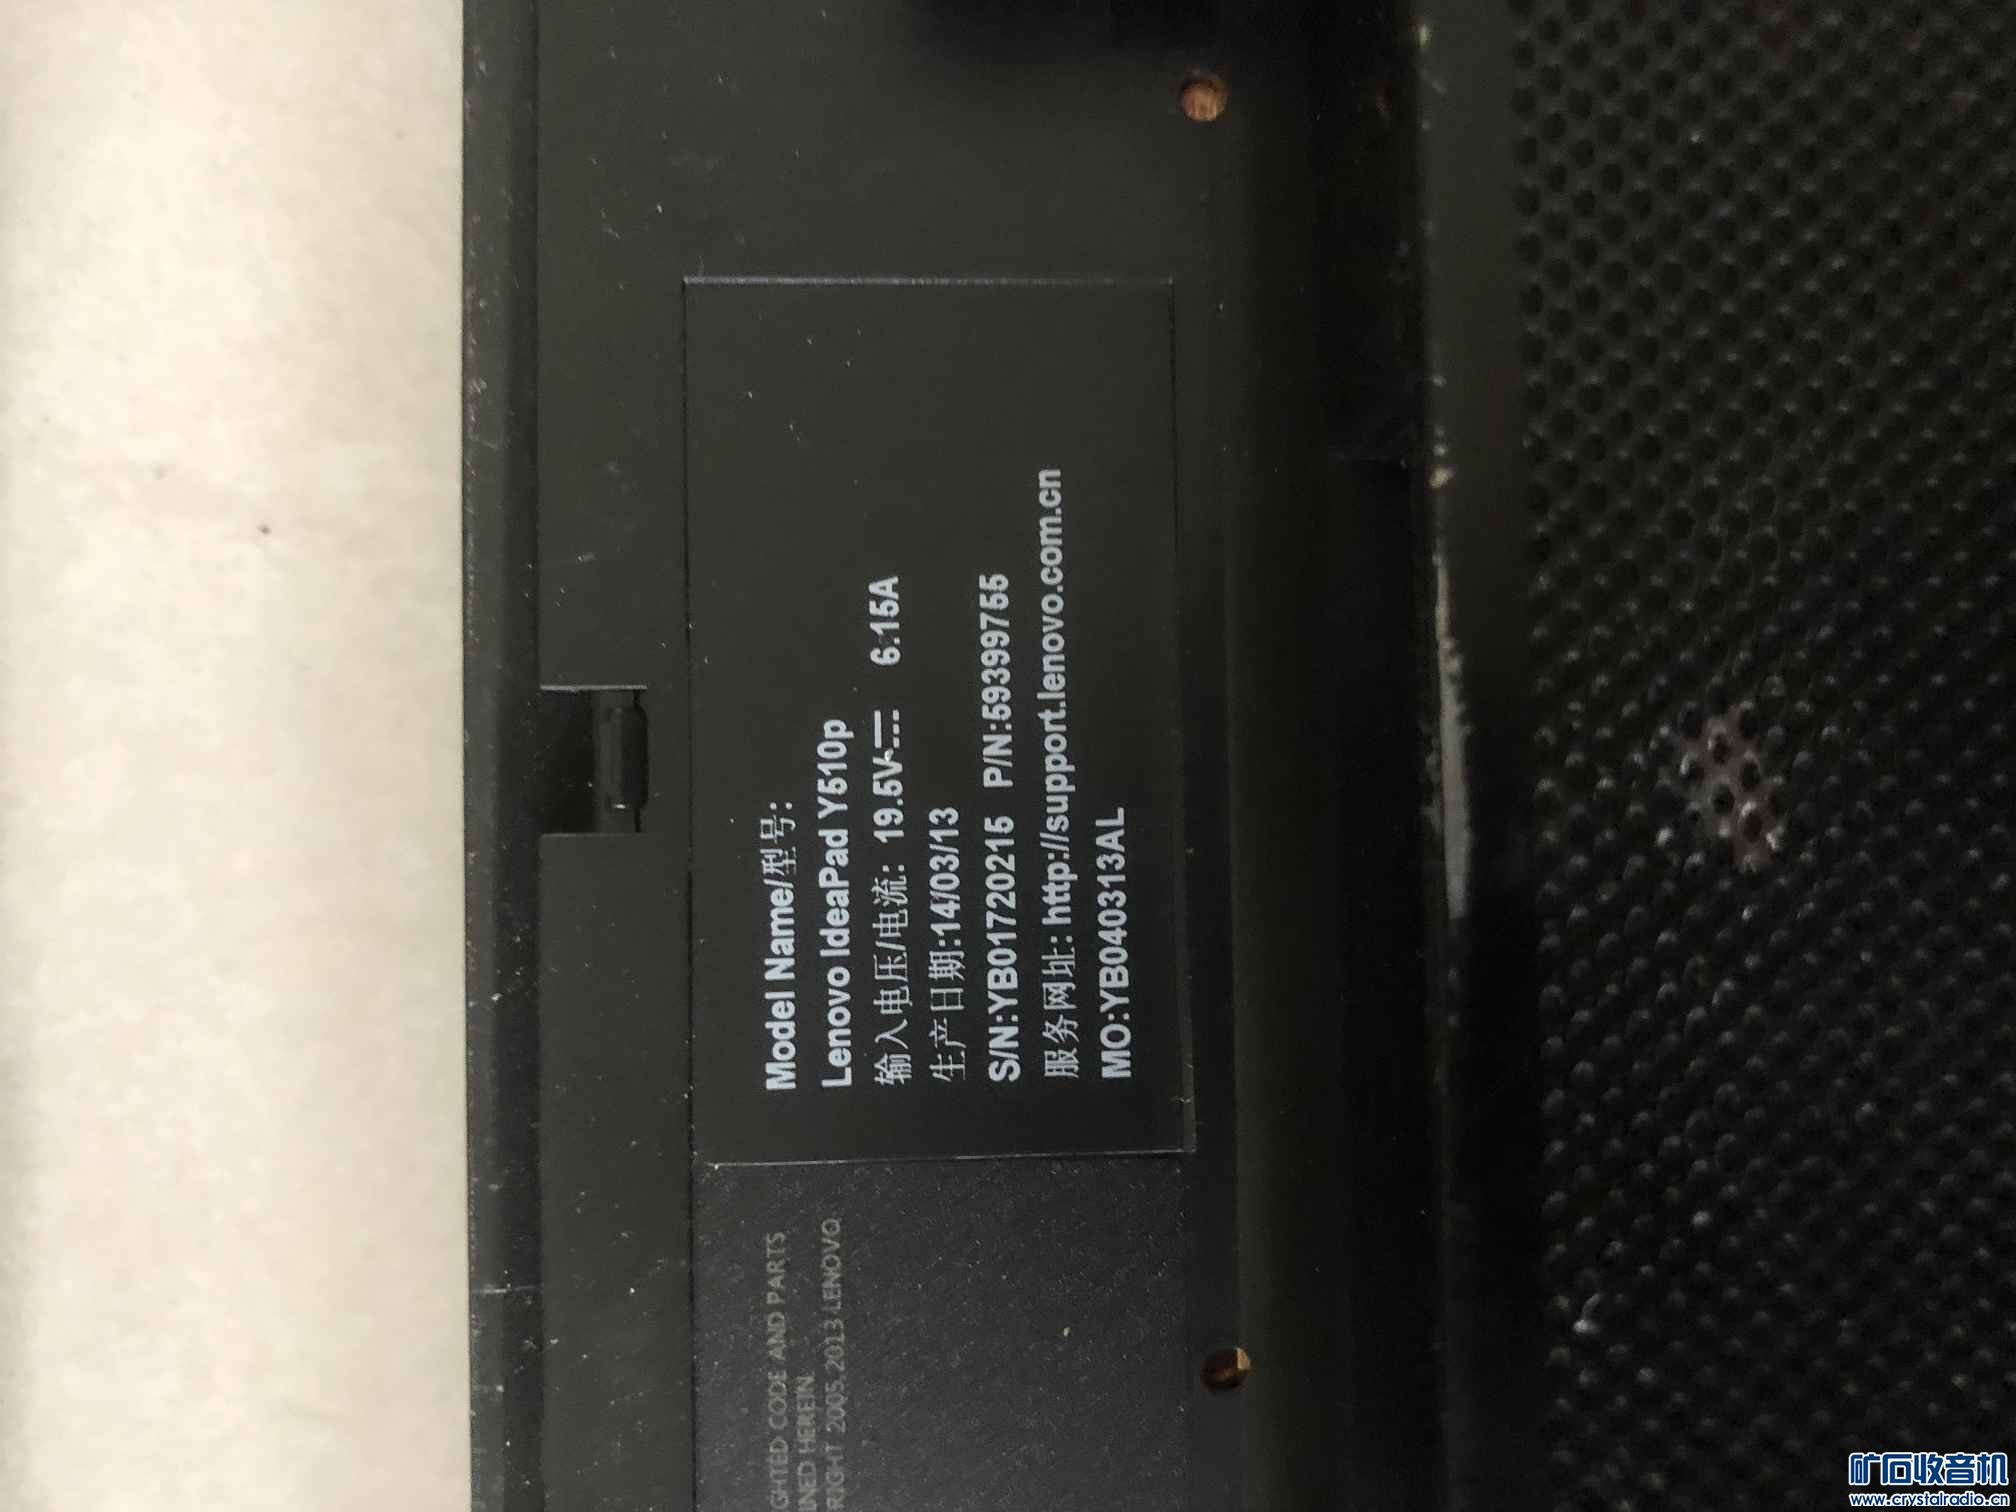 Model Name/型号:
Lenovo IdeaPad Y510p
输入电压/电流: 19.5V 6.15A
生产日期:14/03/13
S/N:YB01720215 P/N:59399755
服务网址: http://support.lenovo.com.cn
MO:YB040313AL
GHTED CODE AND PARTS
INED HEREIN.
RIGHT 2005,2013 LENOVO
矿石收音机
www.crystalradio.cn